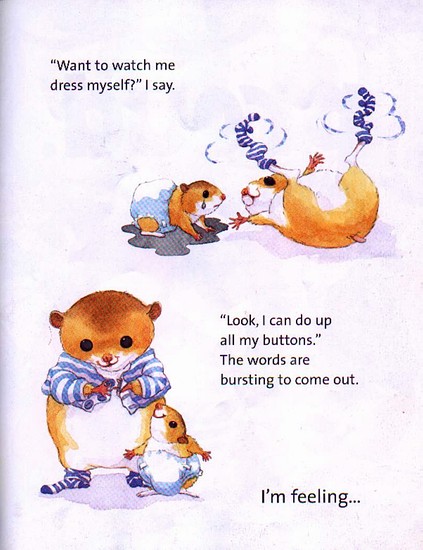 “Want to watch me
dress myself?” I say.
“Look, I can do up
all my buttons.”
The words are
bursting to come out.
I’m feeling...